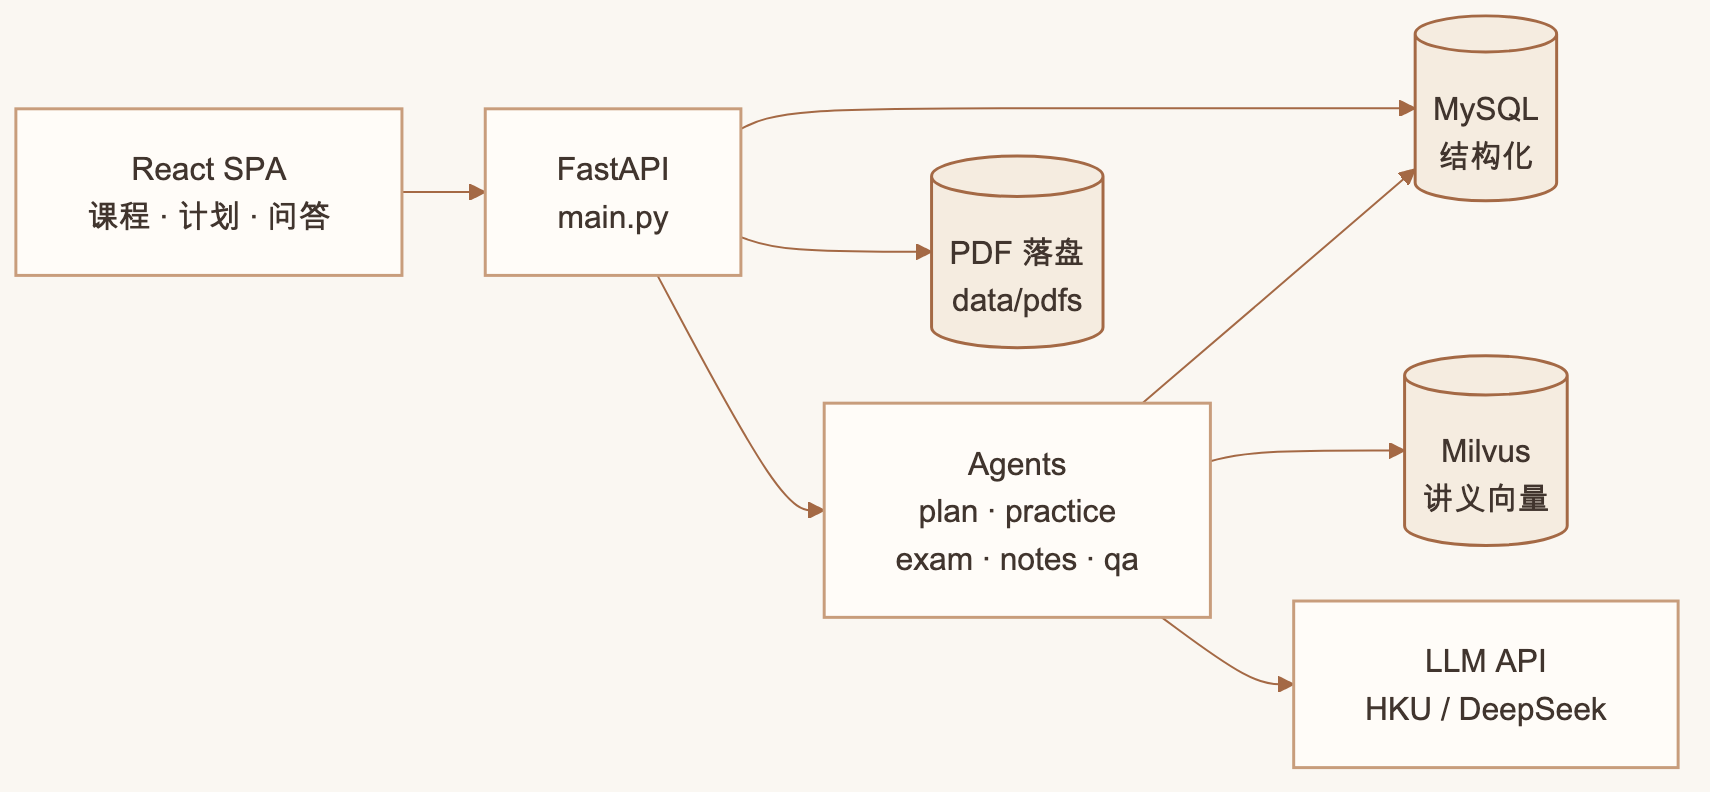 React SPA
课程 · 计划 · 问答
FastAPI
main.py
MySQL
结构化
PDF 落盘
data/pdfs
Agents
plan · practice
exam · notes · qa
Milvus
讲义向量
LLM API
HKU / DeepSeek